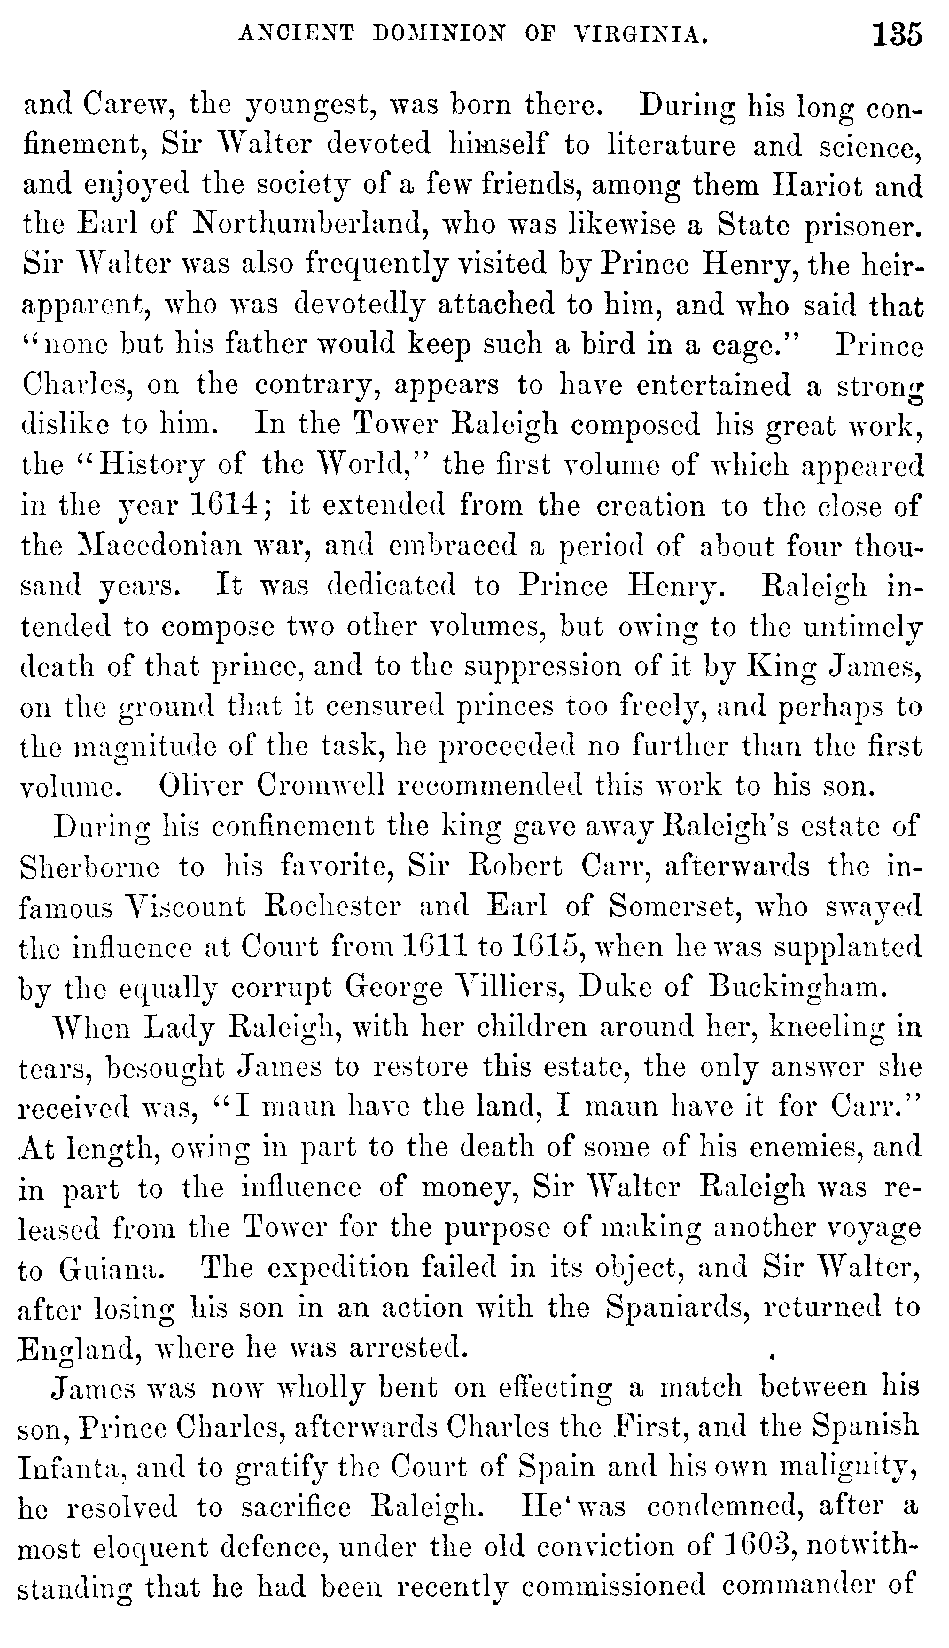 ANCIENT DOMINION OF VIRGINIA. 135
and Carew, the youngest, was born there. During his long con-
finement, Sir Walter devoted himself to literature and science,
and enjoyed the society of a few friends, among them Hariot and
the Earl of Northumberland, who was likewise a State prisoner.
Sir Walter was also frequently visited by Prince Henry, the heir-
apparent, who was devotedly attached to him, and who said that
"none but his father would keep such a bird in a cage." Prince
Charles, on the contrary, appears to have entertained a strong
dislike to him. In the Tower Raleigh composed his great work,
the "History of the World," the first volume of which appeared
in the year 1614; it extended from the creation to the close of
the Macedonian war, and embraced a period of about four thou-
sand years. It was dedicated to Prince Henry. Raleigh in-
tended to compose two other volumes, but owing to the untimely
death of that prince, and to the suppression of it by King James,
on the ground that it censured princes too freely, and perhaps to
the magnitude of the task, he proceeded no further than the first
volume. Oliver Cromwell recommended this work to his son.
During his confinement the king gave away Raleigh's estate of
Sherborne to his favorite, Sir Robert Carr, afterwards the in-
famous Viscount Rochester and Earl of Somerset, who swayed
the influence at Court from 1611 to 1615, when he was supplanted
by the equally corrupt George Villiers, Duke of Buckingham.
When Lady Raleigh, with her children around her, kneeling in
tears, besought James to restore this estate, the only answer she
received was, "I maun have the land, I maun have it for Carr."
At length, owing in part to the death of some of his enemies, and
in part to the influence of money, Sir Walter Raleigh was re-
leased from the Tower for the purpose of making another voyage
to Guiana. The expedition failed in its object, and Sir Walter,
after losing his son in an action with the Spaniards, returned to
England, where he was arrested.
James was now wholly bent on effecting a match between his
son, Prince Charles, afterwards Charles the First, and the Spanish
Infanta, and to gratify the Court of Spain and his own malignity,
he resolved to sacrifice Raleigh. He was condemned, after a
most eloquent defence, under the old conviction of 1603, notwith-
standing that he had been recently commissioned commander of